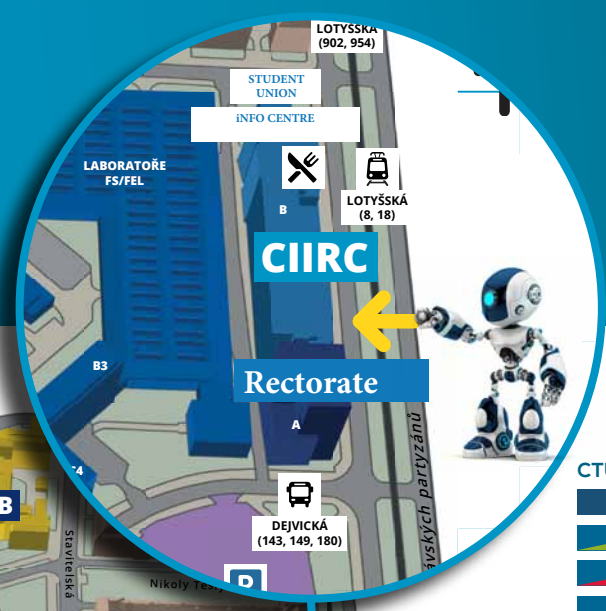 LOTYŠSKÁ
(902, 954)
STUDENT
UNION
iNFO CENTRE
LABORATOŘE
FS/FEL
B
LOTYŠSKÁ
(8, 18)
CIIRC
B3
Rectorate
A
DEJVICKÁ
(143, 149, 180)
ávských partyzánů
CTU
B
Stavitelská
Nikoly Tesly
P